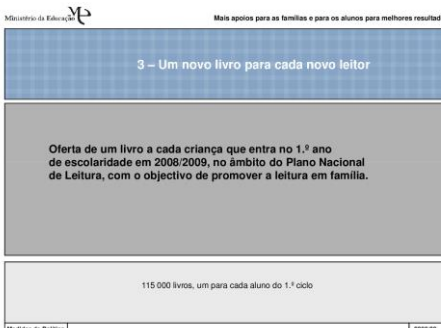 Ministério da Educação
Mais apoios para as famílias e para os alunos para melhores resultad
3 – Um novo livro para cada novo leitor
Oferta de um livro a cada criança que entra no 1.º ano
de escolaridade em 2008/2009, no âmbito do Plano Nacional
de Leitura, com o objectivo de promover a leitura em família.
115 000 livros, um para cada aluno do 1.º ciclo